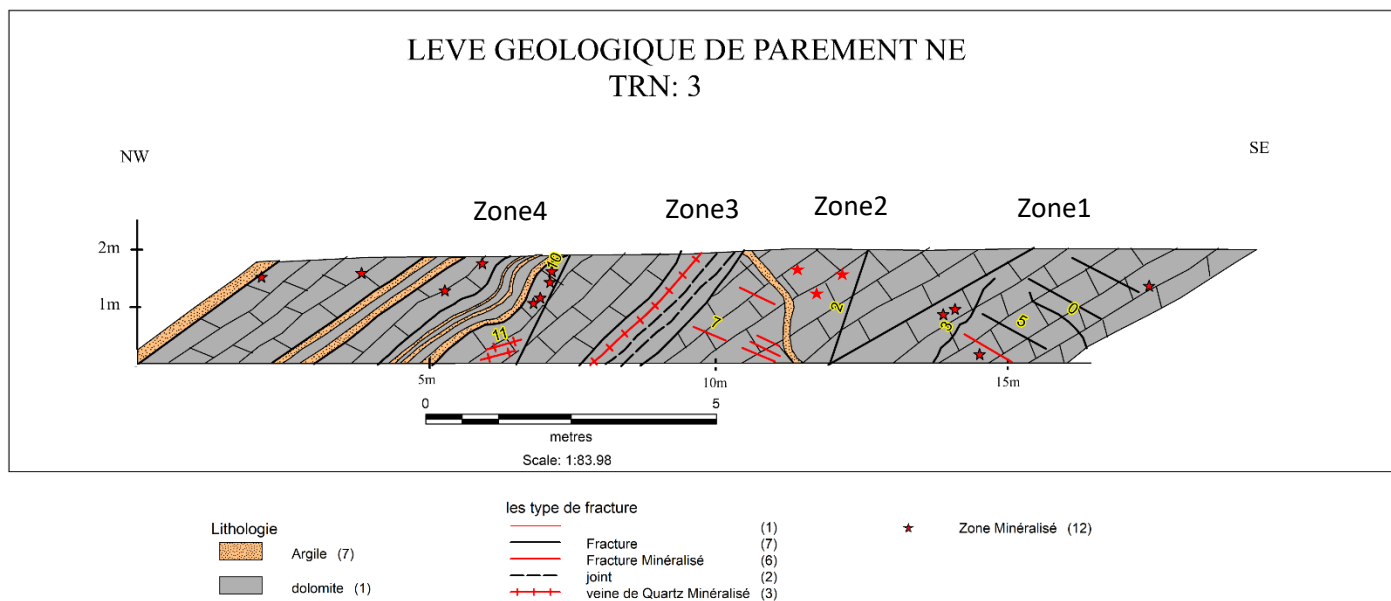 LEVE GEOLOGIQUE DE PAREMENT NE
TRN: 3
NW
SE
Zone4
Zone3
Zone2
Zone1
2m
1m
10
11
7
2
3
5
0
5m
10m
15m
0
5
metres
Scale: 1:83.98
Lithologie
Argile (7)
dolomite (1)
les type de fracture
(1)
Fracture (7)
Fracture Minéralisé (6)
joint (2)
veine de Quartz Minéralisé (3)
Zone Minéralisé (12)